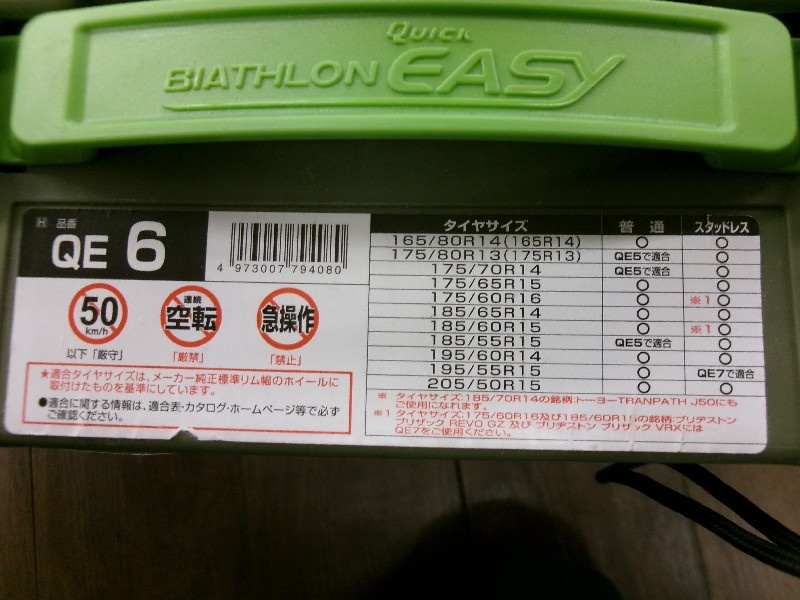 QUICK
BIATHLON EASY
H 品番
QE 6
4 973007 794080
50
km/h
以下「厳守」
連続
空転
「厳禁」
急操作
「禁止」
★適合タイヤサイズは、メーカー純正標準リム幅のホイールに
取付けたものを基準にしています。
●適合に関する情報は、適合表・カタログ・ホームページ等で必ず
ご確認ください。
タイヤサイズ 普通 スタッドレス
165/80R14(165R14) ○ ○
175/80R13(175R13) QE5で適合 ○
175/70R14 QE5で適合 ○
175/65R15 ○ ○
175/60R16 ○ ※1 ○
185/65R14 ○ ○
185/60R15 ○ ※1 ○
185/55R15 QE5で適合 ○
195/60R14 ○ ○
195/55R15 ○ QE7で適合
205/50R15 ○ ○
※ タイヤサイズ:185/70R14の銘柄:トーヨーTRANPATH J50にも
ご使用になれます。
※1 タイヤサイズ:175/60R16及び185/60R15の銘柄:ブリヂストン
ブリザック REVO GZ 及び ブリヂストン ブリザック VRXには
QE7をご使用ください。